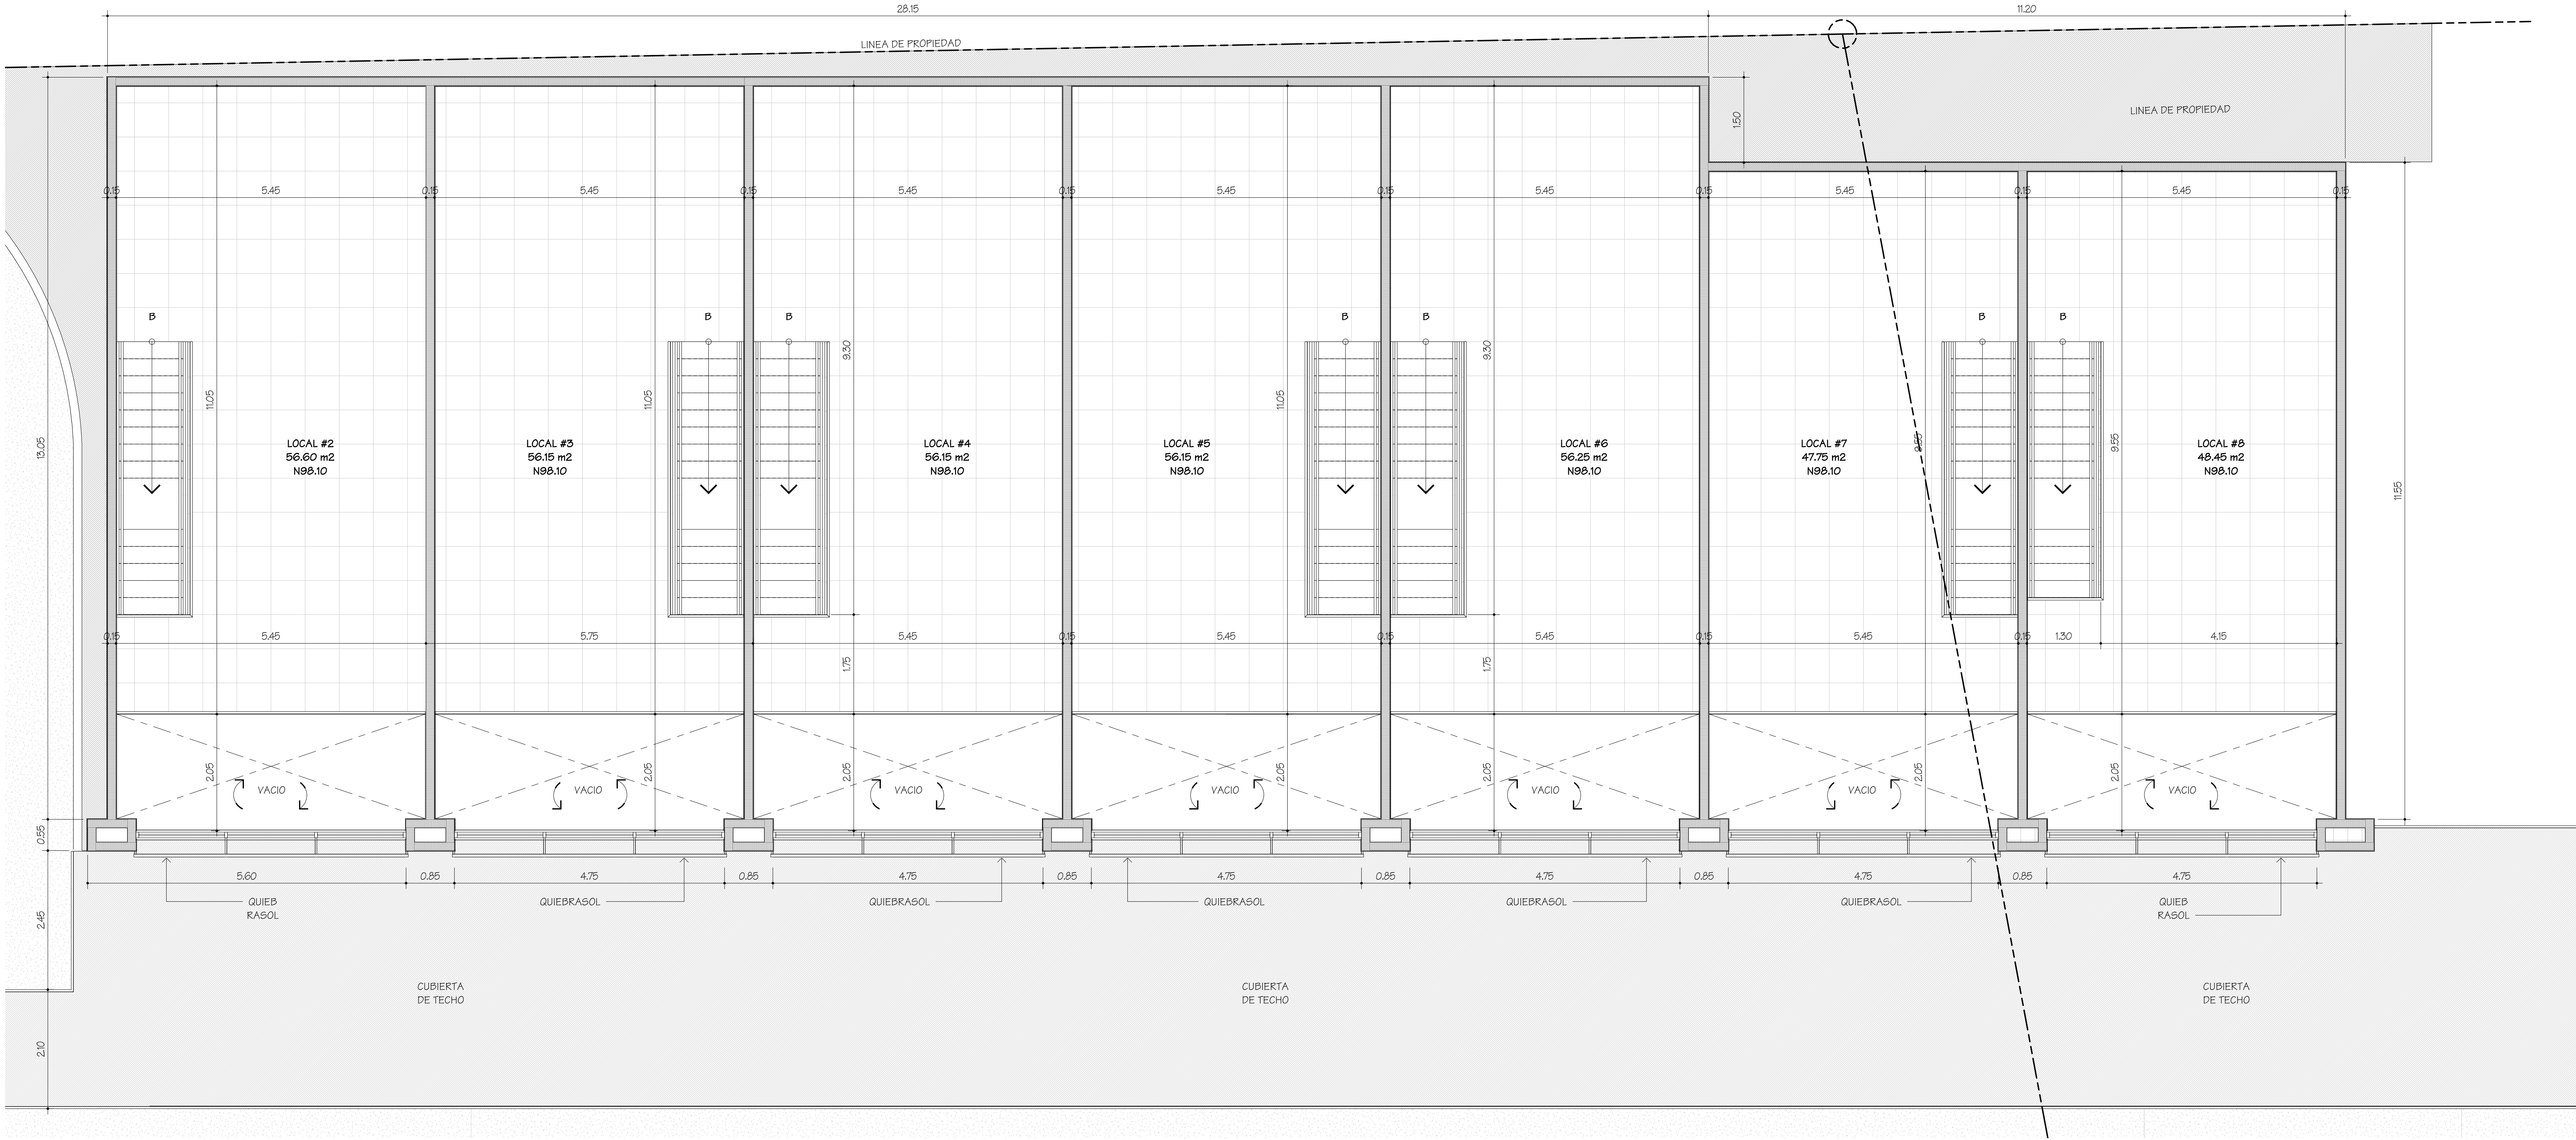 28.15
11.20
LINEA DE PROPIEDAD
LINEA DE PROPIEDAD
1.50
0.15
5.45
0.15
5.45
0.15
5.45
0.15
5.45
0.15
5.45
0.15
5.45
0.15
5.45
0.15
B
B
B
B
B
B
B
13.05
11.05
11.05
9.30
11.05
9.30
9.55
9.55
11.55
LOCAL #2
56.60 m2
N98.10
LOCAL #3
56.15 m2
N98.10
LOCAL #4
56.15 m2
N98.10
LOCAL #5
56.15 m2
N98.10
LOCAL #6
56.25 m2
N98.10
LOCAL #7
47.75 m2
N98.10
LOCAL #8
48.45 m2
N98.10
0.15
5.45
5.75
5.45
0.15
5.45
0.15
5.45
0.15
5.45
0.15
1.30
4.15
1.75
1.75
2.05
2.05
2.05
2.05
2.05
2.05
2.05
VACIO
VACIO
VACIO
VACIO
VACIO
VACIO
VACIO
0.55
5.60
0.85
4.75
0.85
4.75
0.85
4.75
0.85
4.75
0.85
4.75
0.85
4.75
QUIEB
RASOL
QUIEBRASOL
QUIEBRASOL
QUIEBRASOL
QUIEBRASOL
QUIEBRASOL
QUIEB
RASOL
2.45
CUBIERTA
DE TECHO
CUBIERTA
DE TECHO
CUBIERTA
DE TECHO
2.10